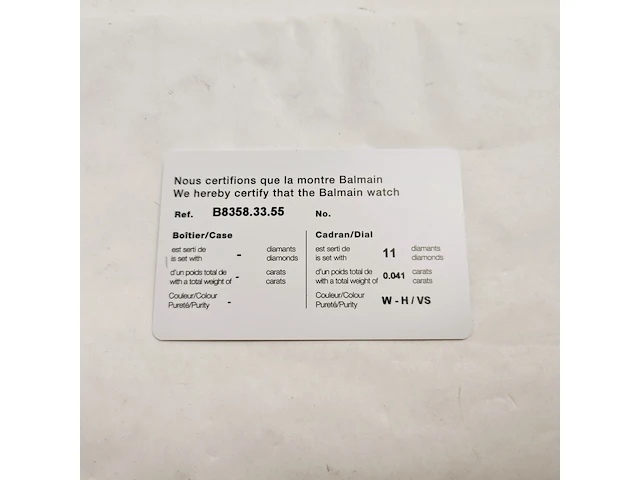 Nous certifions que la montre Balmain
We hereby certify that the Balmain watch
Ref. B8358.33.55 No.
Boîtier/Case
est serti de - diamants
is set with diamonds
d'un poids total de - carats
with a total weight of carats
Couleur/Colour -
Pureté/Purity
Cadran/Dial
est serti de 11 diamants
is set with diamonds
d'un poids total de 0.041 carats
with a total weight of carats
Couleur/Colour W - H / VS
Pureté/Purity